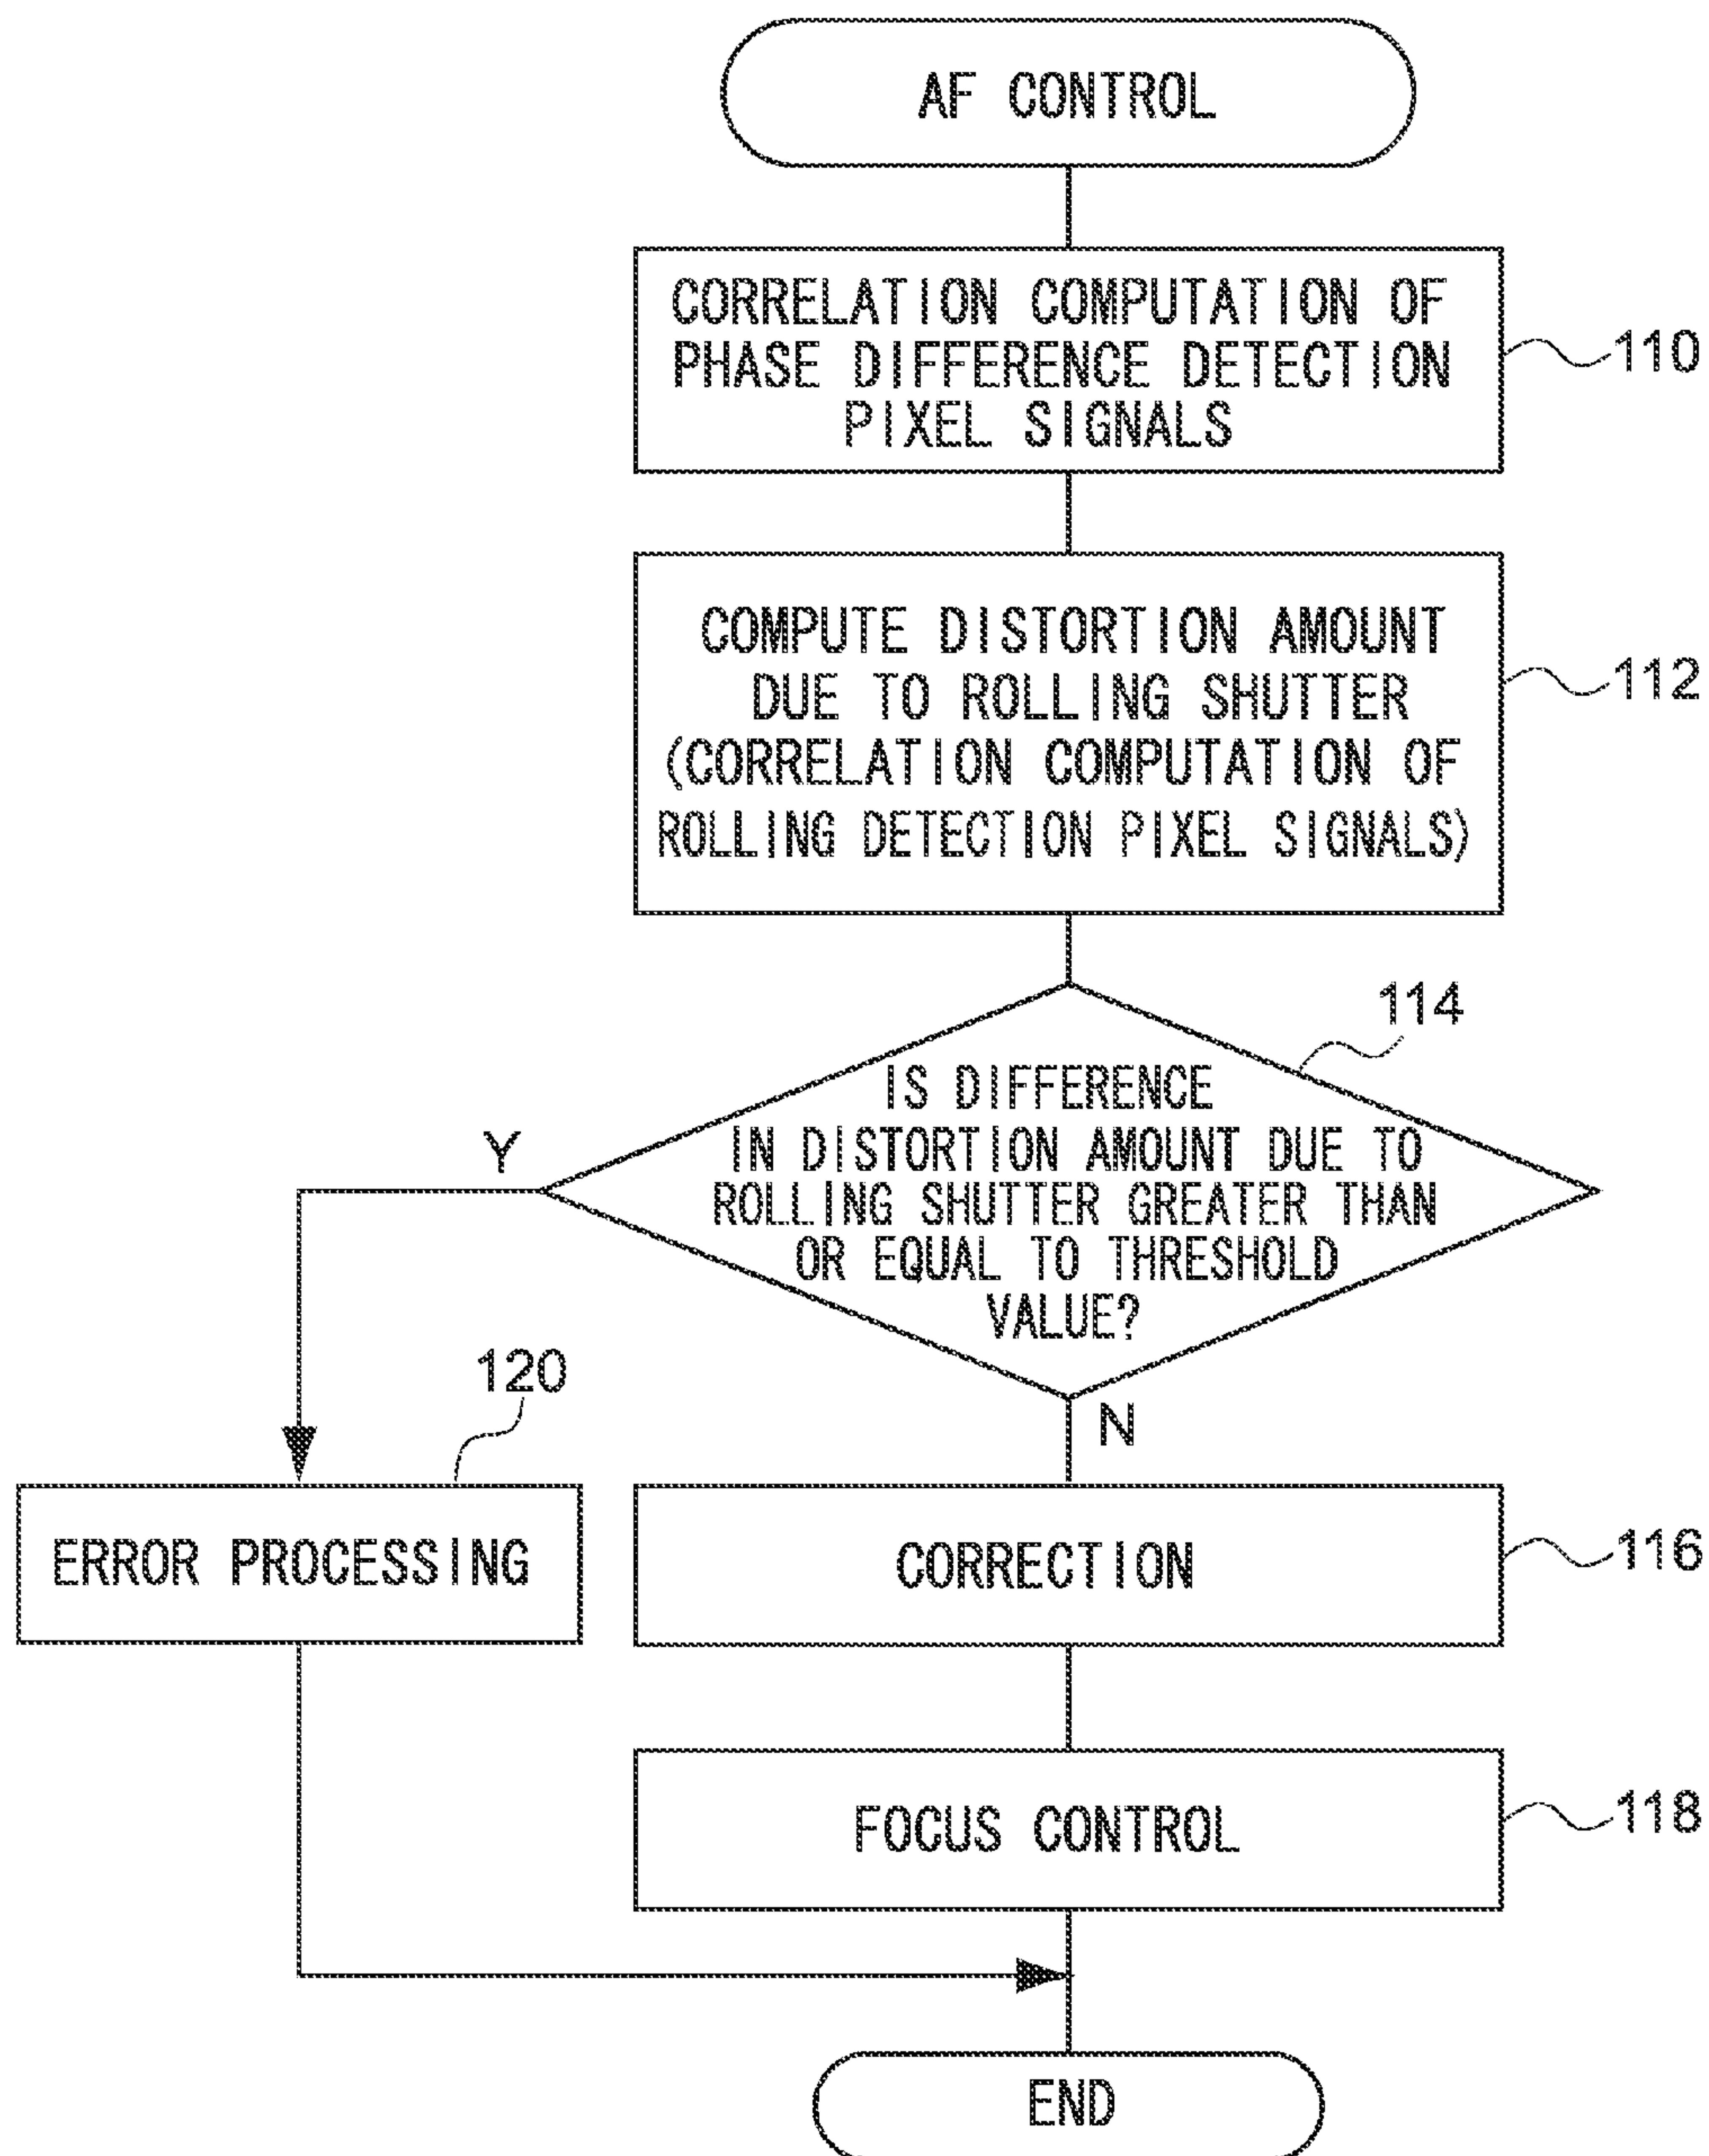 AF CONTROL
CORRELATION COMPUTATION OF
PHASE DIFFERENCE DETECTION
PIXEL SIGNALS
110
COMPUTE DISTORTION AMOUNT
DUE TO ROLLING SHUTTER
(CORRELATION COMPUTATION OF
ROLLING DETECTION PIXEL SIGNALS)
112
114
IS DIFFERENCE
IN DISTORTION AMOUNT DUE TO
ROLLING SHUTTER GREATER THAN
OR EQUAL TO THRESHOLD
VALUE?
Y
N
120
ERROR PROCESSING
CORRECTION
116
FOCUS CONTROL
118
END